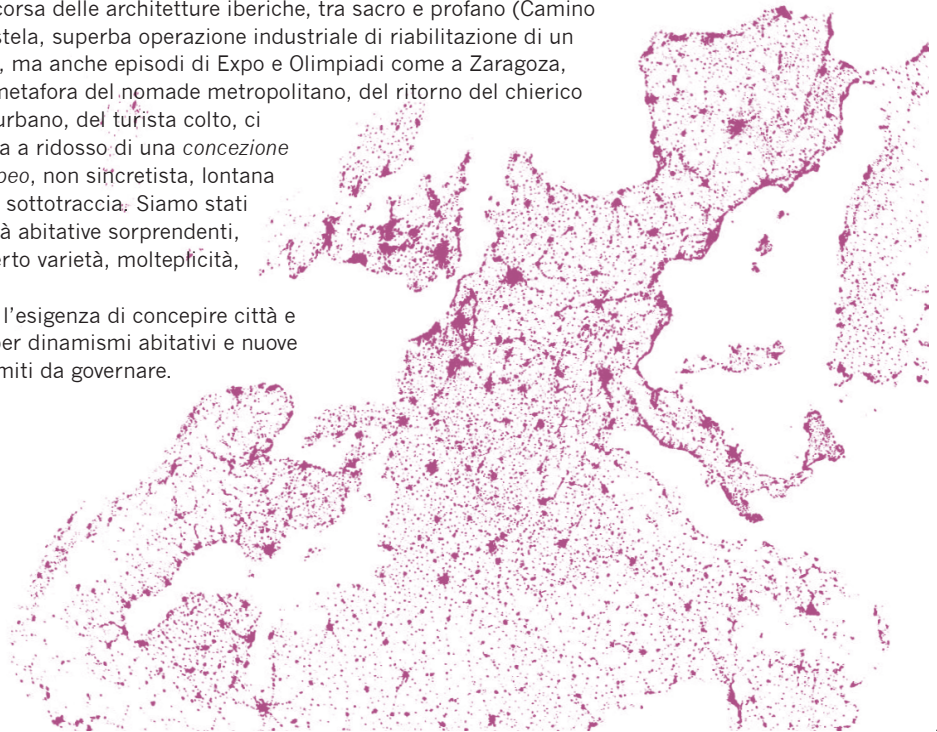 corsa delle architetture iberiche, tra sacro e profano (Camino
stela, superba operazione industriale di riabilitazione di un
, ma anche episodi di Expo e Olimpiadi come a Zaragoza,
metafora del nomade metropolitano, del ritorno del chierico
urbano, del turista colto, ci
a a ridosso di una concezione
peo, non sincretista, lontana
sottotraccia. Siamo stati
à abitative sorprendenti,
erto varietà, molteplicità,
l'esigenza di concepire città e
per dinamismi abitativi e nuove
miti da governare.